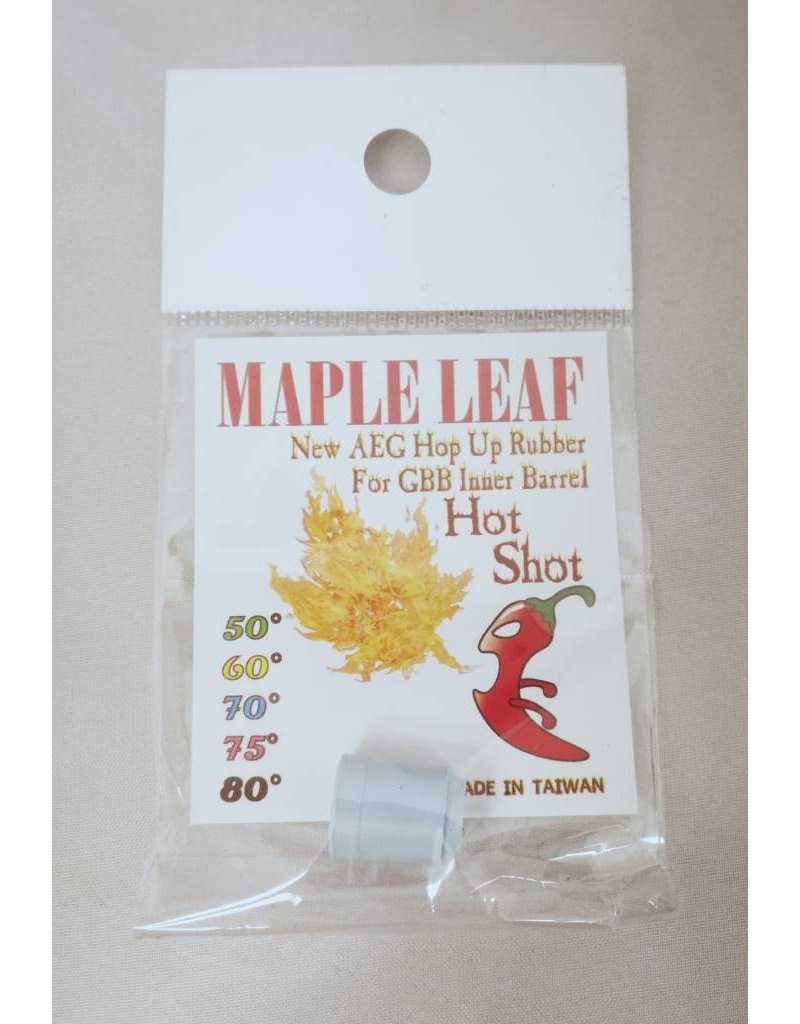 MAPLE LEAF
New AEG Hop Up Rubber
For GBB Inner Barrel
Hot
Shot
50°
60°
70°
75°
80°
ADE IN TAIWAN